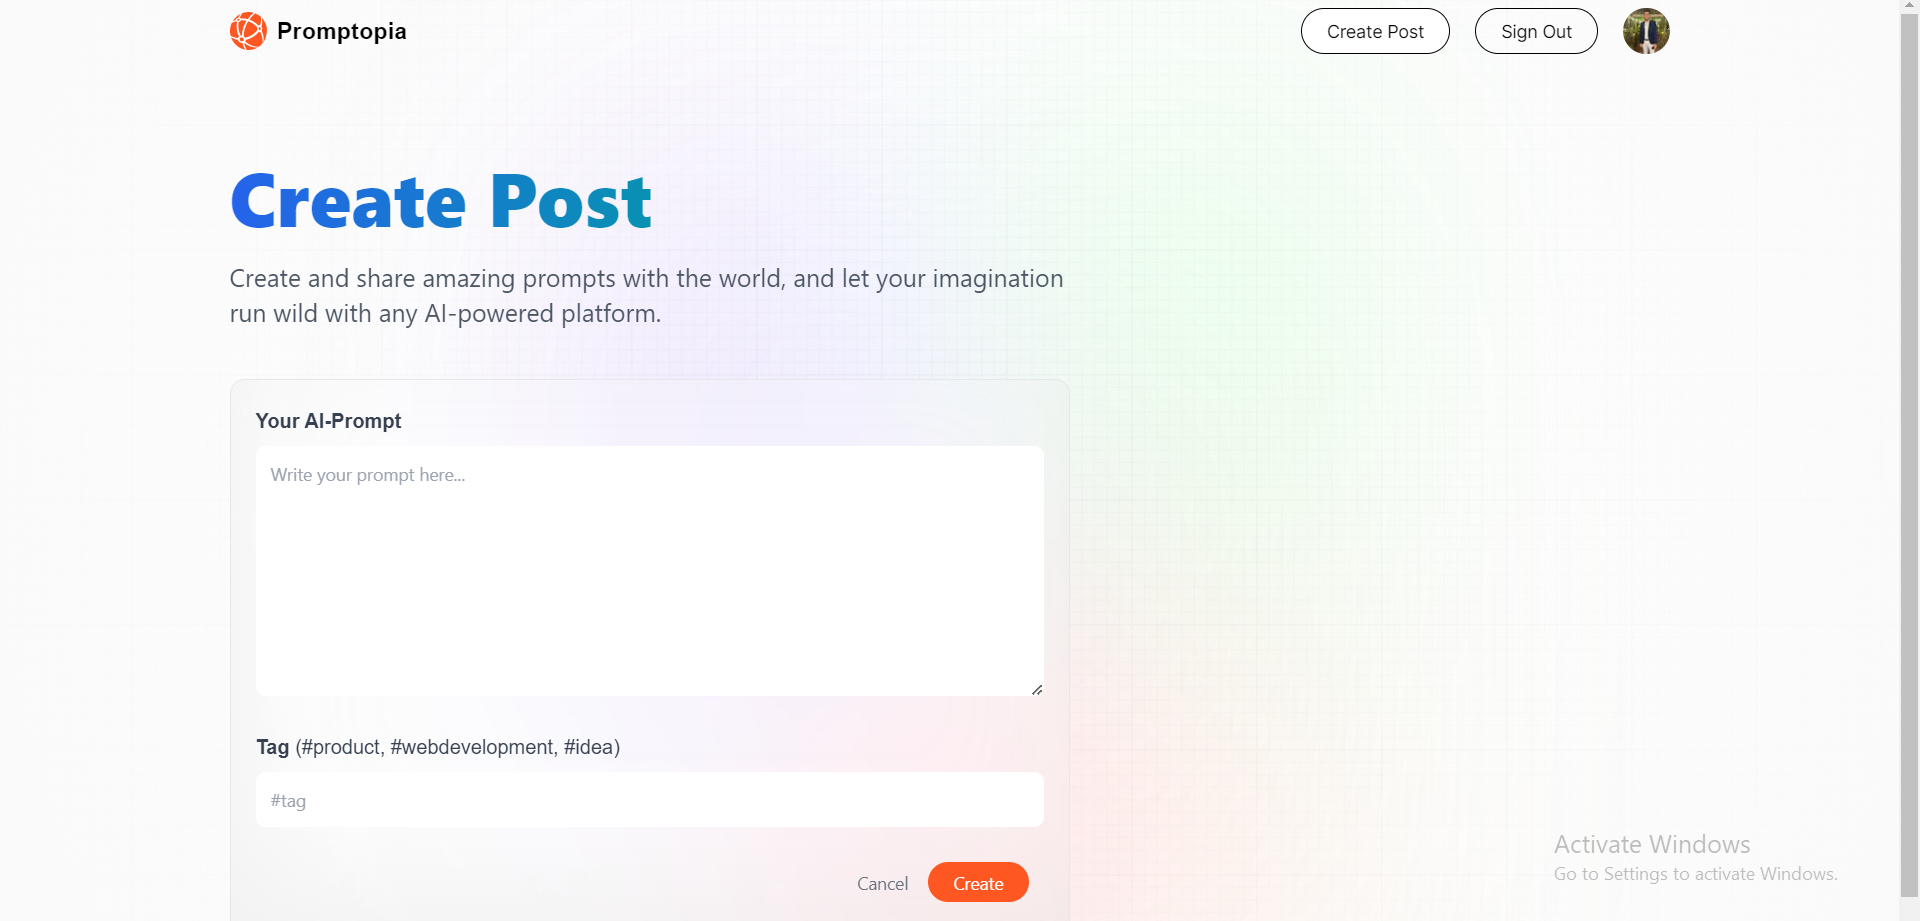 Promptopia
Create Post
Sign Out
Create Post
Create and share amazing prompts with the world, and let your imagination
run wild with any AI-powered platform.
Your AI-Prompt
Write your prompt here...
Tag (#product, #webdevelopment, #idea)
#tag
Cancel
Create
Activate Windows
Go to Settings to activate Windows.